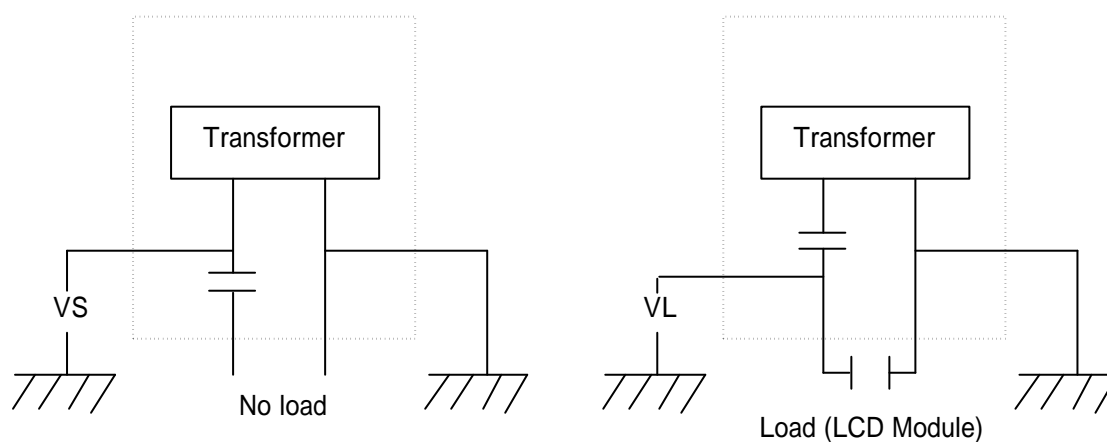 Transformer
VS
No load
Transformer
VL
Load (LCD Module)